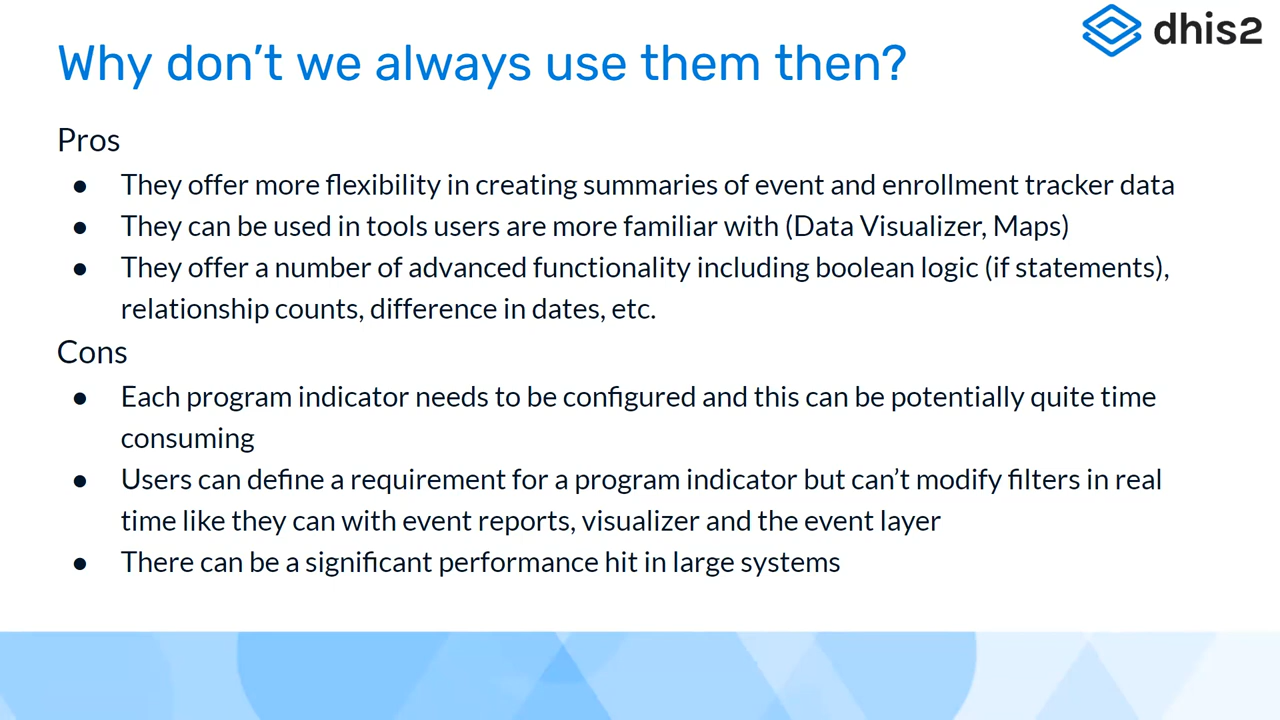 dhis2
Why don’t we always use them then?
Pros
● They offer more flexibility in creating summaries of event and enrollment tracker data
● They can be used in tools users are more familiar with (Data Visualizer, Maps)
● They offer a number of advanced functionality including boolean logic (if statements),
relationship counts, difference in dates, etc.
Cons
● Each program indicator needs to be configured and this can be potentially quite time
consuming
● Users can define a requirement for a program indicator but can’t modify filters in real
time like they can with event reports, visualizer and the event layer
● There can be a significant performance hit in large systems